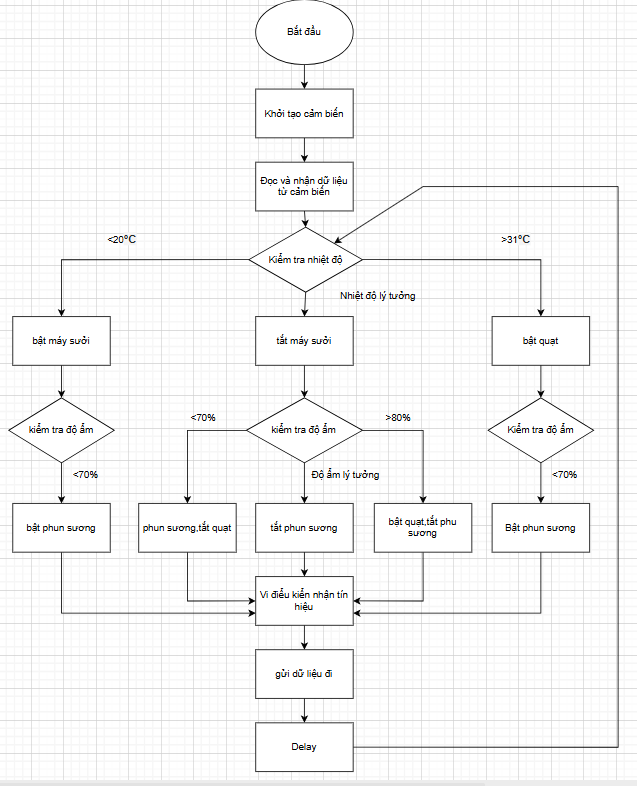 Bắt đầu
Khởi tạo cảm biến
Đọc và nhận dữ liệu
từ cảm biến
<20°C
>31°C
Kiểm tra nhiệt độ
Nhiệt độ lý tưởng
bật máy sưởi
tắt máy sưởi
bật quạt
<70%
>80%
kiểm tra độ ẩm
kiểm tra độ ẩm
Kiểm tra độ ẩm
<70%
Độ ẩm lý tưởng
<70%
bật phun sương
phun sương,tắt quạt
tắt phun sương
bật quạt,tắt phu
sương
Bật phun sương
Vi điều kiển nhận tín
hiệu
gửi dữ liệu đi
Delay